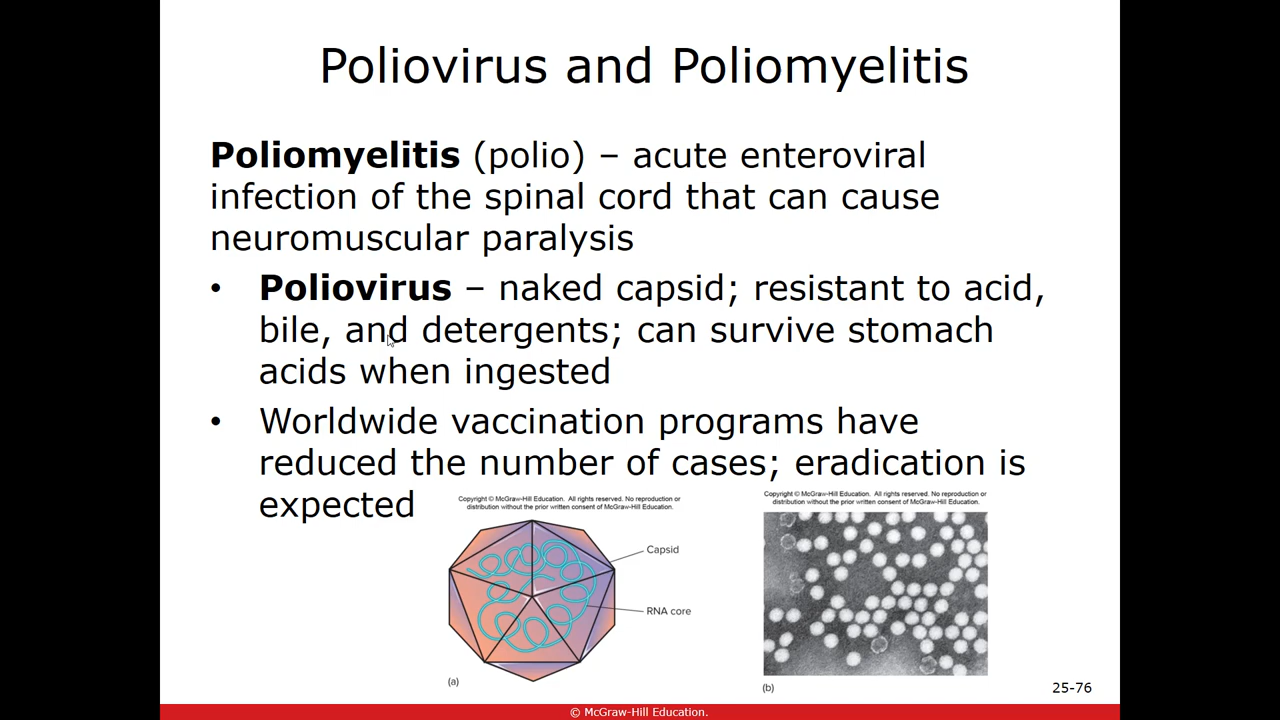 Poliovirus and Poliomyelitis
Poliomyelitis (polio) – acute enteroviral
infection of the spinal cord that can cause
neuromuscular paralysis
• Poliovirus – naked capsid; resistant to acid,
bile, and detergents; can survive stomach
acids when ingested
• Worldwide vaccination programs have
reduced the number of cases; eradication is
expected
Copyright © McGraw-Hill Education. All rights reserved. No reproduction or
distribution without the prior written consent of McGraw-Hill Education.
Capsid
RNA core
(a)
Copyright © McGraw-Hill Education. All rights reserved. No reproduction or
distribution without the prior written consent of McGraw-Hill Education.
(b)
25-76
© McGraw-Hill Education.